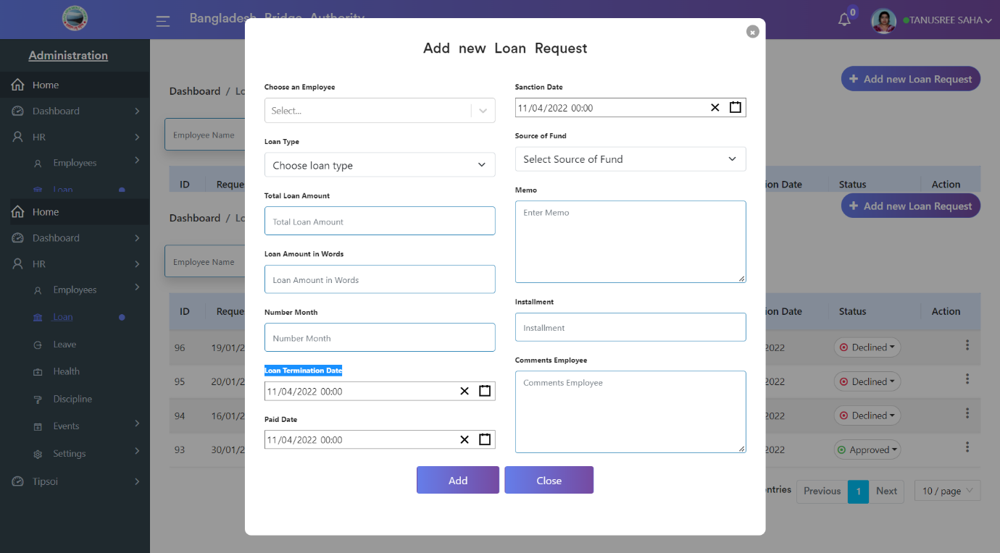 Bangladesh Bridge Authority
0
TANUSREE SAHA
Administration
Home
Dashboard
HR
Employees
Loan
Home
Dashboard
HR
Employees
Loan
Leave
Health
Discipline
Events
Settings
Tipsoi
Dashboard / Lo
+ Add new Loan Request
Employee Name
ID Reque ion Date Status Action
Dashboard / Lo
+ Add new Loan Request
Employee Name
ID Reque ion Date Status Action
96 19/01/2 2022 Declined
95 20/01/2 2022 Declined
94 16/01/2 2022 Declined
93 30/01/2 2022 Approved
ntries Previous 1 Next 10 / page
Add new Loan Request
Choose an Employee
Select...
Loan Type
Choose loan type
Total Loan Amount
Total Loan Amount
Loan Amount in Words
Loan Amount in Words
Number Month
Number Month
Loan Termination Date
11/04/2022 00:00
Paid Date
11/04/2022 00:00
Sanction Date
11/04/2022 00:00
Source of Fund
Select Source of Fund
Memo
Enter Memo
Installment
Installment
Comments Employee
Comments Employee
Add
Close